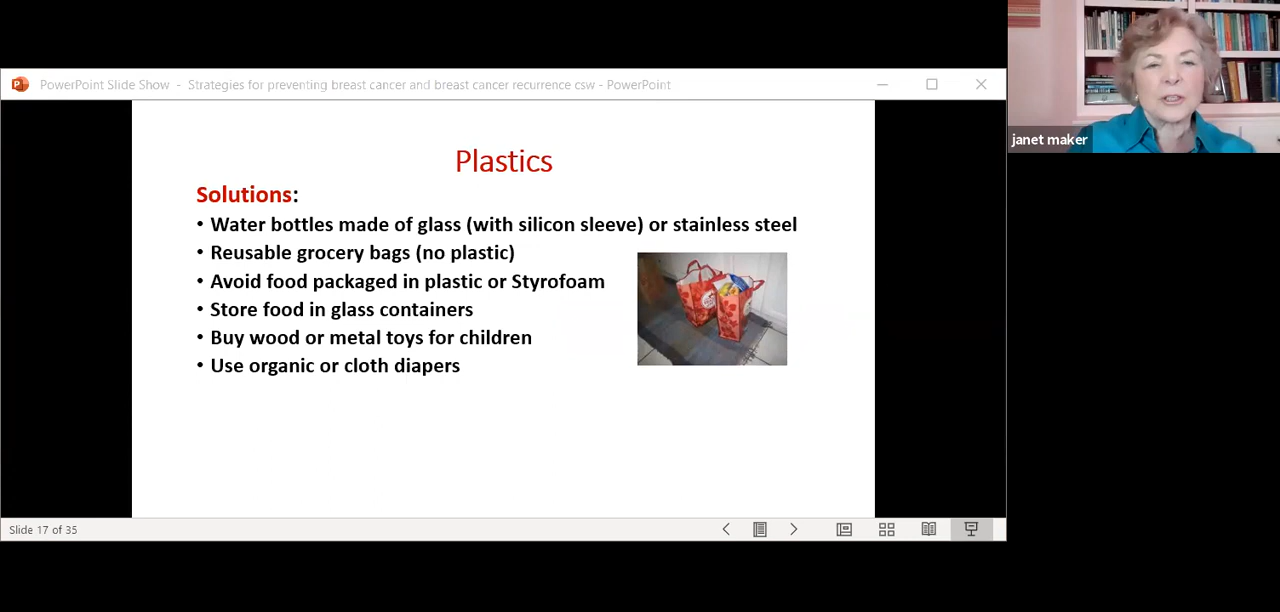 PowerPoint Slide Show - Strategies for preventing breast cancer and breast cancer recurrence csw - PowerPoint
janet maker
Plastics
Solutions:
• Water bottles made of glass (with silicon sleeve) or stainless steel
• Reusable grocery bags (no plastic)
• Avoid food packaged in plastic or Styrofoam
• Store food in glass containers
• Buy wood or metal toys for children
• Use organic or cloth diapers
Slide 17 of 35